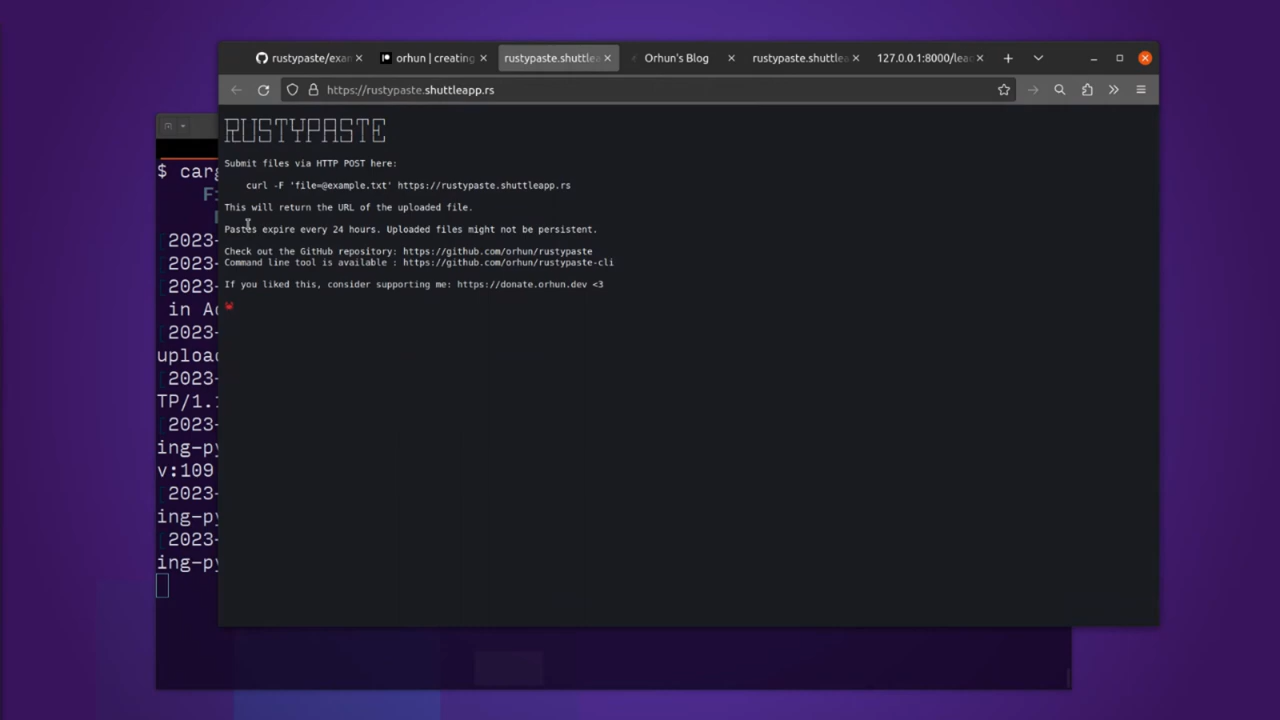 rustypaste/exar
orhun | creating
rustypaste.shuttlea
Orhun's Blog
rustypaste.shuttlea
127.0.0.1:8000/lea
https://rustypaste.shuttleapp.rs
RUSTYPASTE
Submit files via HTTP POST here:
curl -F 'file=@example.txt' https://rustypaste.shuttleapp.rs
This will return the URL of the uploaded file.
Pastes expire every 24 hours. Uploaded files might not be persistent.
Check out the GitHub repository: https://github.com/orhun/rustypaste
Command line tool is available : https://github.com/orhun/rustypaste-cli
If you liked this, consider supporting me: https://donate.orhun.dev <3
$ carg
[2023-
[2023-
[2023-
in Ac
[2023-
upload
[2023-
TP/1.
[2023-
ing-py
v:109
[2023-
ing-py
[2023-
ing-py